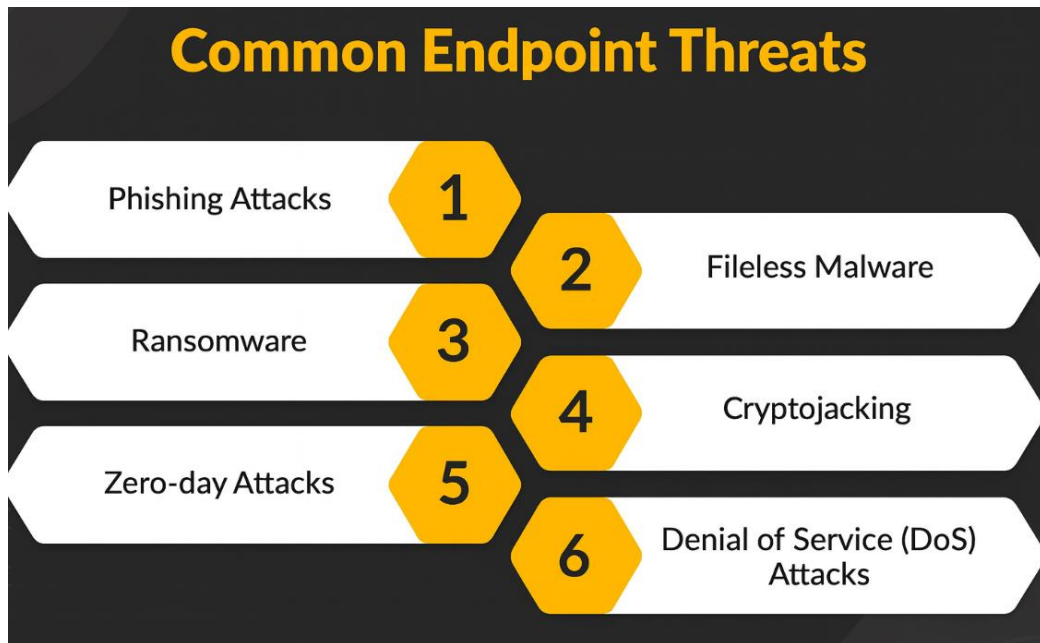 Common Endpoint Threats
Phishing Attacks
1
2
Fileless Malware
Ransomware
3
4
Cryptojacking
Zero-day Attacks
5
6
Denial of Service (DoS)
Attacks